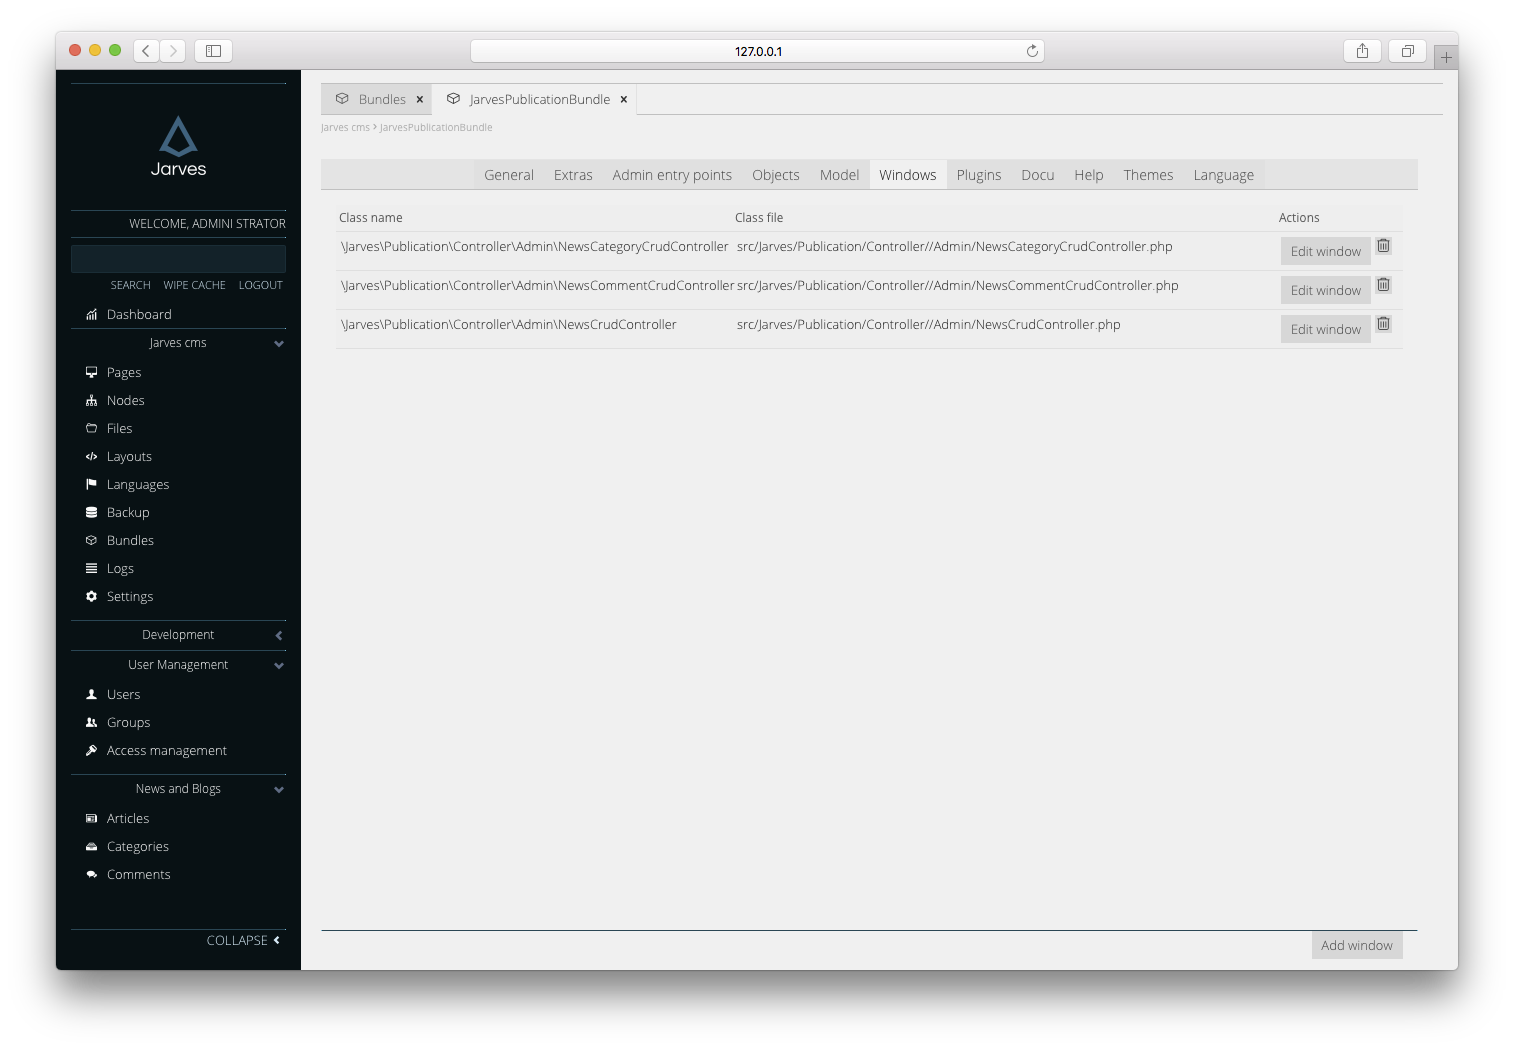 127.0.0.1
Jarves
WELCOME, ADMINI STRATOR
SEARCH WIPE CACHE LOGOUT
Dashboard
Jarves cms
Pages
Nodes
Files
Layouts
Languages
Backup
Bundles
Logs
Settings
Development
User Management
Users
Groups
Access management
News and Blogs
Articles
Categories
Comments
COLLAPSE
Bundles × JarvesPublicationBundle ×
Jarves cms › JarvesPublicationBundle
General Extras Admin entry points Objects Model Windows Plugins Docu Help Themes Language
Class name Class file Actions
\Jarves\Publication\Controller\Admin\NewsCategoryCrudController src/Jarves/Publication/Controller//Admin/NewsCategoryCrudController.php Edit window
\Jarves\Publication\Controller\Admin\NewsCommentCrudController src/Jarves/Publication/Controller//Admin/NewsCommentCrudController.php Edit window
\Jarves\Publication\Controller\Admin\NewsCrudController src/Jarves/Publication/Controller//Admin/NewsCrudController.php Edit window
Add window